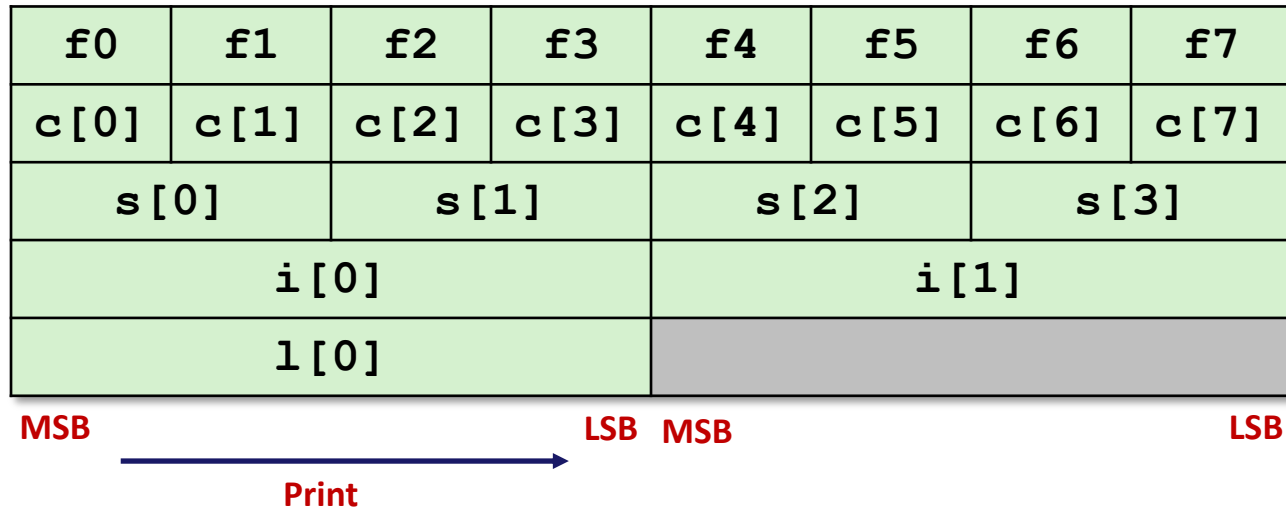 f0 f1 f2 f3 f4 f5 f6 f7
c[0] c[1] c[2] c[3] c[4] c[5] c[6] c[7]
s[0] s[1] s[2] s[3]
i[0] i[1]
l[0]
MSB LSB MSB LSB
Print